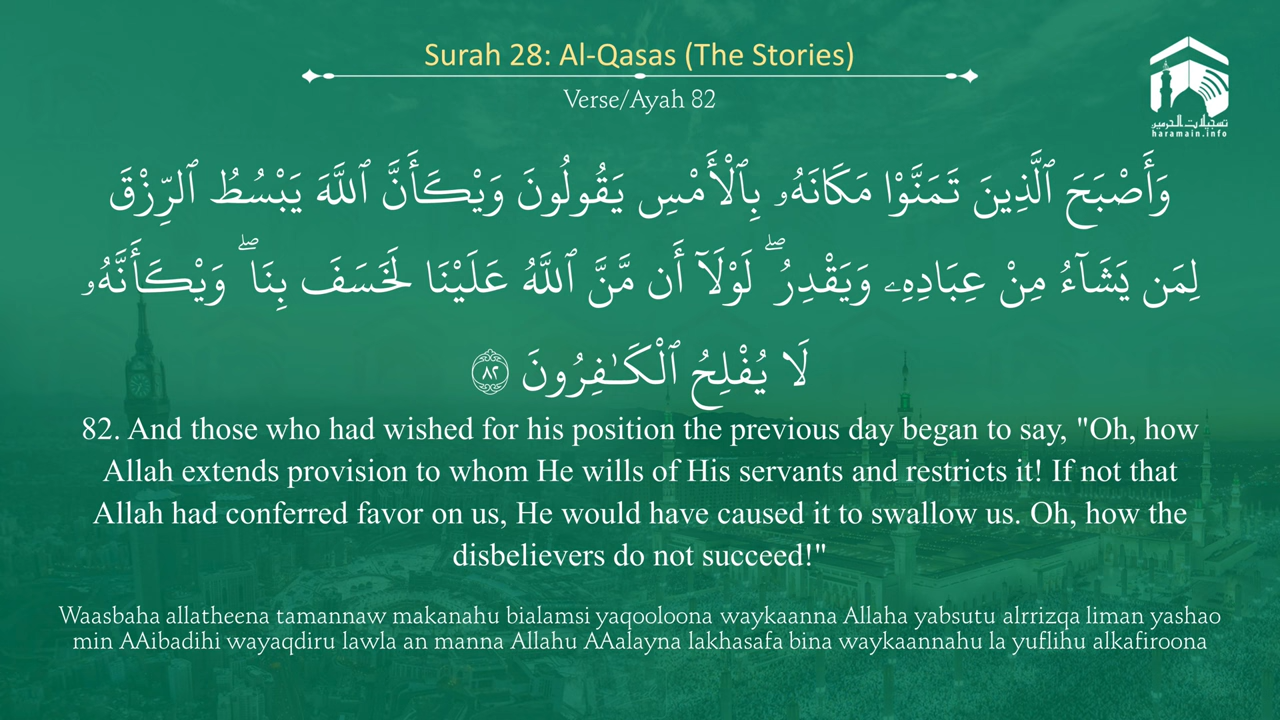 Surah 28: Al-Qasas (The Stories)
Verse/Ayah 82
تسجيلات الحرمين
haramain.info
وَأَصْبَحَ ٱلَّذِينَ تَمَنَّوْا۟ مَكَانَهُۥ بِٱلْأَمْسِ يَقُولُونَ وَيْكَأَنَّ ٱللَّهَ يَبْسُطُ ٱلرِّزْقَ
لِمَن يَشَآءُ مِنْ عِبَادِهِۦ وَيَقْدِرُ ۖ لَوْلَآ أَن مَّنَّ ٱللَّهُ عَلَيْنَا لَخَسَفَ بِنَا ۖ وَيْكَأَنَّهُۥ
لَا يُفْلِحُ ٱلْكَـٰفِرُونَ ٨٢
82. And those who had wished for his position the previous day began to say, "Oh, how
Allah extends provision to whom He wills of His servants and restricts it! If not that
Allah had conferred favor on us, He would have caused it to swallow us. Oh, how the
disbelievers do not succeed!"
Waasbaha allatheena tamannaw makanahu bialamsi yaqooloona waykaanna Allaha yabsutu alrrizqa liman yashao
min AAibadihi wayaqdiru lawla an manna Allahu AAalayna lakhasafa bina waykaannahu la yuflihu alkafiroona